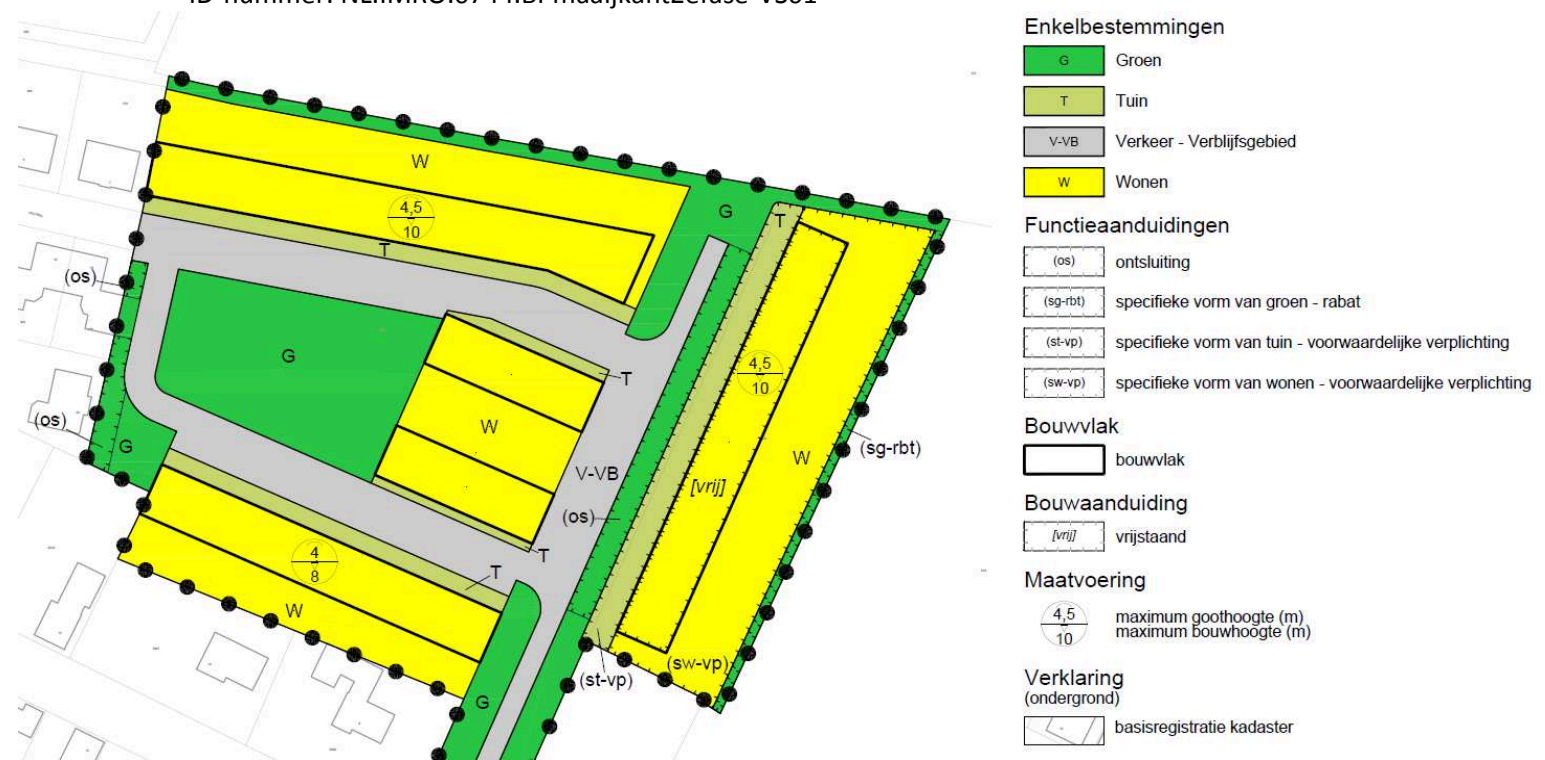 W
4,5
10
T
G
T
(os)
G
4,5
10
T
W
(os)
G
V-VB
[vrij]
W
(sg-rbt)
(os)
T
4
8
T
W
(sw-vp)
(st-vp)
G
Enkelbestemmingen
G Groen
T Tuin
V-VB Verkeer - Verblijfsgebied
W Wonen
Functieaanduidingen
(os) ontsluiting
(sg-rbt) specifieke vorm van groen - rabat
(st-vp) specifieke vorm van tuin - voorwaardelijke verplichting
(sw-vp) specifieke vorm van wonen - voorwaardelijke verplichting
Bouwvlak
bouwvlak
Bouwaanduiding
[vrij] vrijstaand
Maatvoering
4,5 maximum goothoogte (m)
10 maximum bouwhoogte (m)
Verklaring
(ondergrond)
basisregistratie kadaster